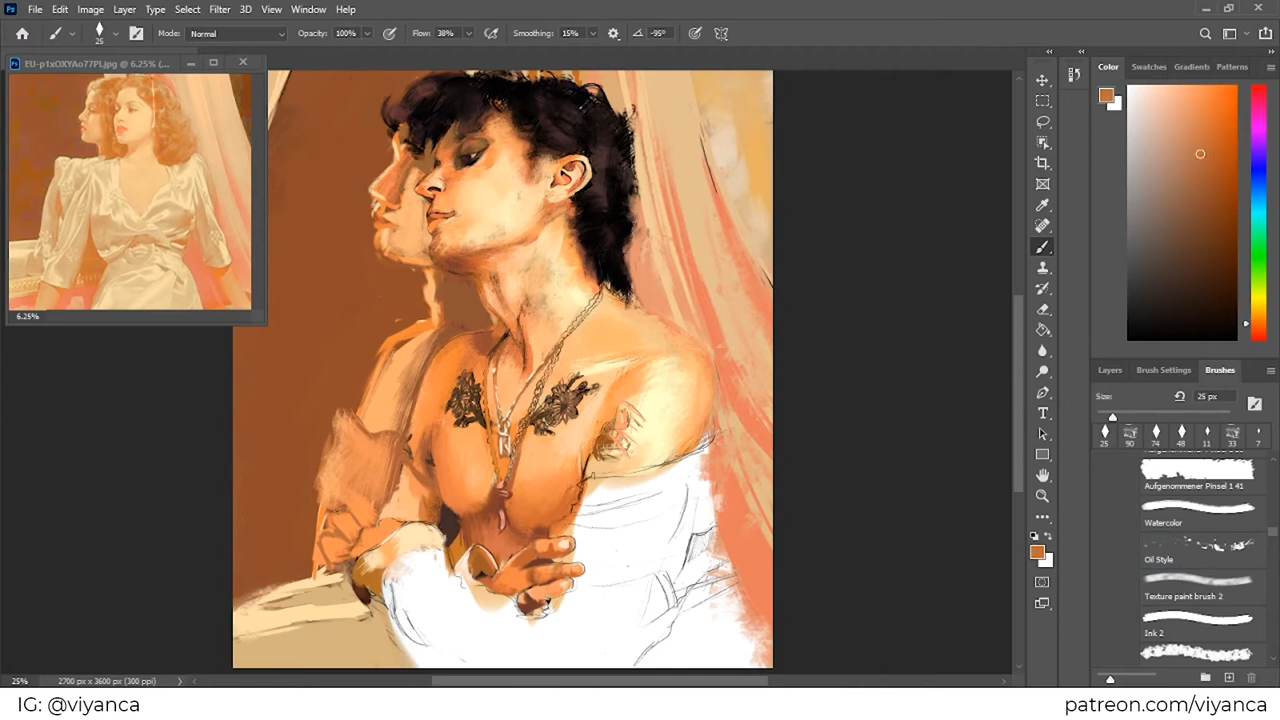 File Edit Image Layer Type Select Filter 3D View Window Help
25 Mode: Normal Opacity: 100% Flow: 38% Smoothing: 15% -95°
EU-p1xOXYAo77Pl.jpg @ 6.25% (...
6.25%
Color Swatches Gradients Patterns
Layers Brush Settings Brushes
Size: 25 px
25 90 74 48 11 33 7
Aufgenommener Pinsel 1 41
Watercolor
Oil Style
Texture paint brush 2
Ink 2
25% 2700 px x 3600 px (300 ppi)
IG: @viyanca patreon.com/viyanca